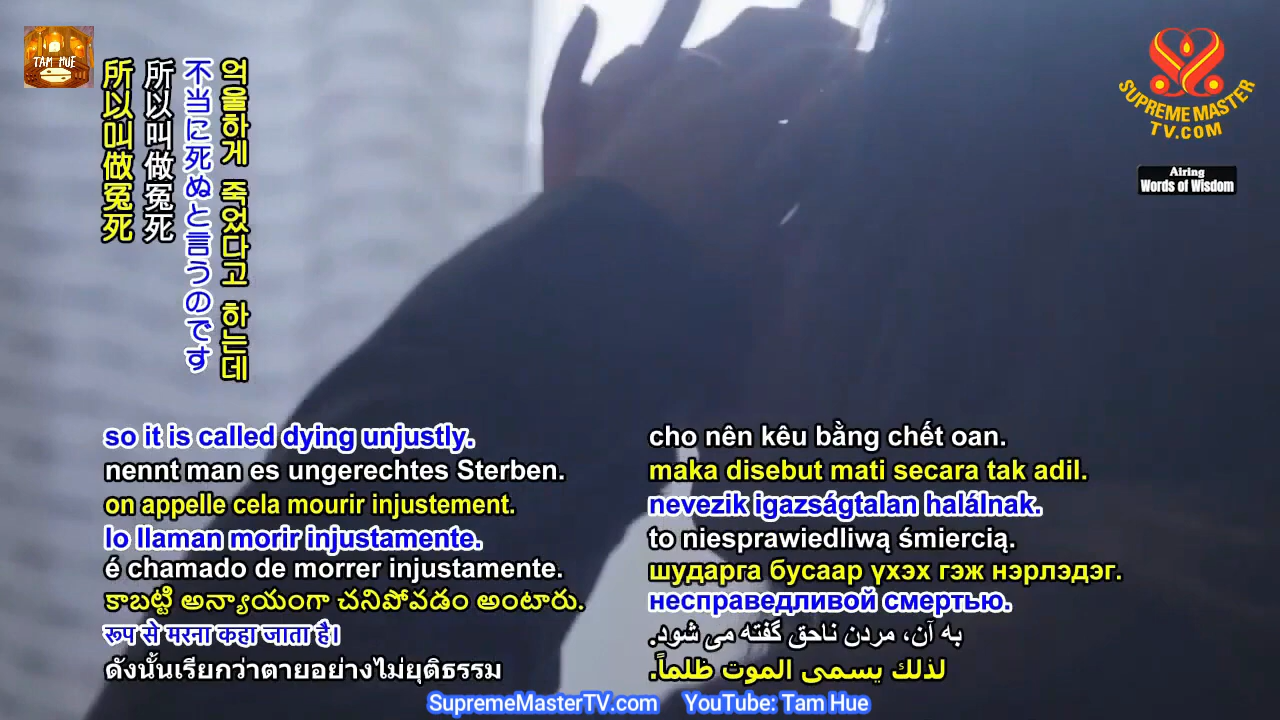 TAM HUE
SUPREME MASTER
TV.COM
Airing
Words of Wisdom
所以叫做冤死
所以叫做冤死
不当に死ぬと言うのです
억울하게 죽었다고 하는데
so it is called dying unjustly.
nennt man es ungerechtes Sterben.
on appelle cela mourir injustement.
lo llaman morir injustamente.
é chamado de morrer injustamente.
కాబట్టి అన్యాయంగా చనిపోవడం అంటారు.
रूप से मरना कहा जाता है।
ดังนั้นเรียกว่าตายอย่างไม่ยุติธรรม
cho nên kêu bằng chết oan.
maka disebut mati secara tak adil.
nevezik igazságtalan halálnak.
to niesprawiedliwą śmiercią.
шударга бусаар үхэх гэж нэрлэдэг.
несправедливой смертью.
به آن، مردن ناحق گفته می شود.
لذلك يسمى الموت ظلماً.
SupremeMasterTV.com YouTube: Tam Hue